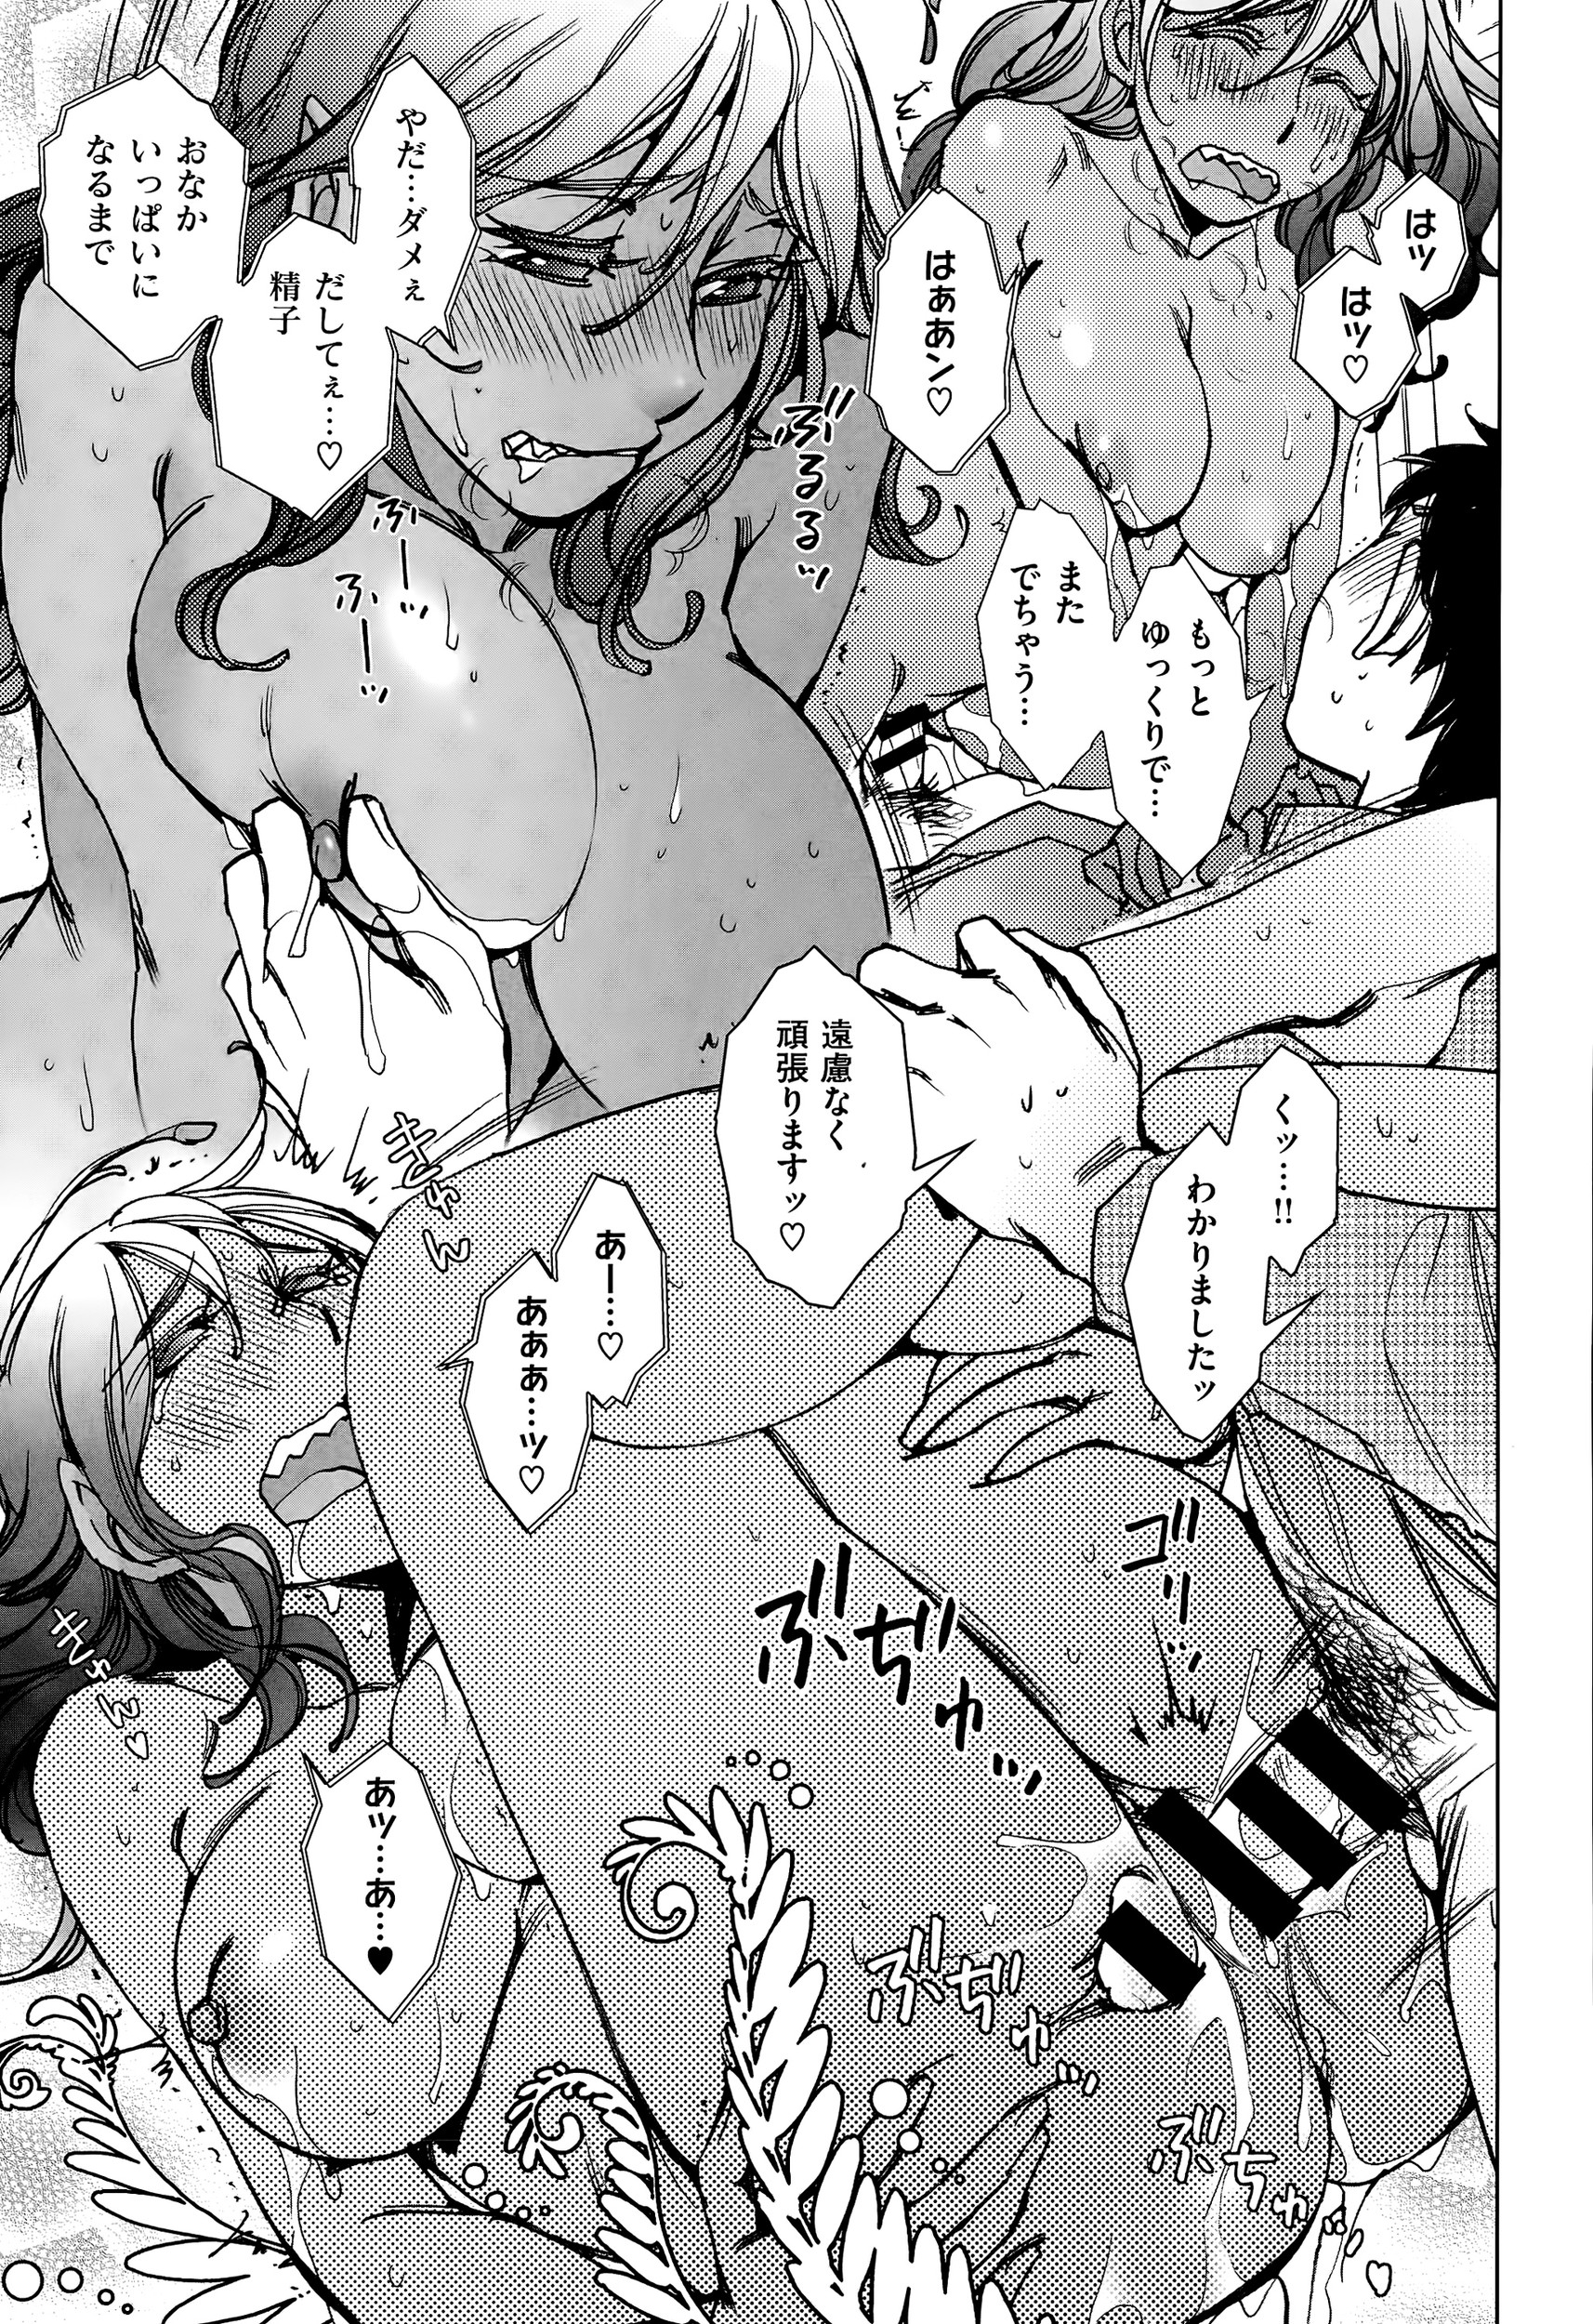 はッ
はッ♡
はぁあン♡
もっと
ゆっくりで…
また
でちゃう…
やだ…ダメぇ
だしてぇ…♡
精子
おなか
いっぱいに
なるまで
ぶるるッ
ふーッ
ふーッ
くッ…!!
わかりましたッ
遠慮なく
頑張りますッ♡
きゅん
あー…♡
あぁぁ…ッ♡
ゴリッ
ぶぢゅッ
きゅん♡
あッ…あ…♥
ぶぢゅッ
ぶちゅ